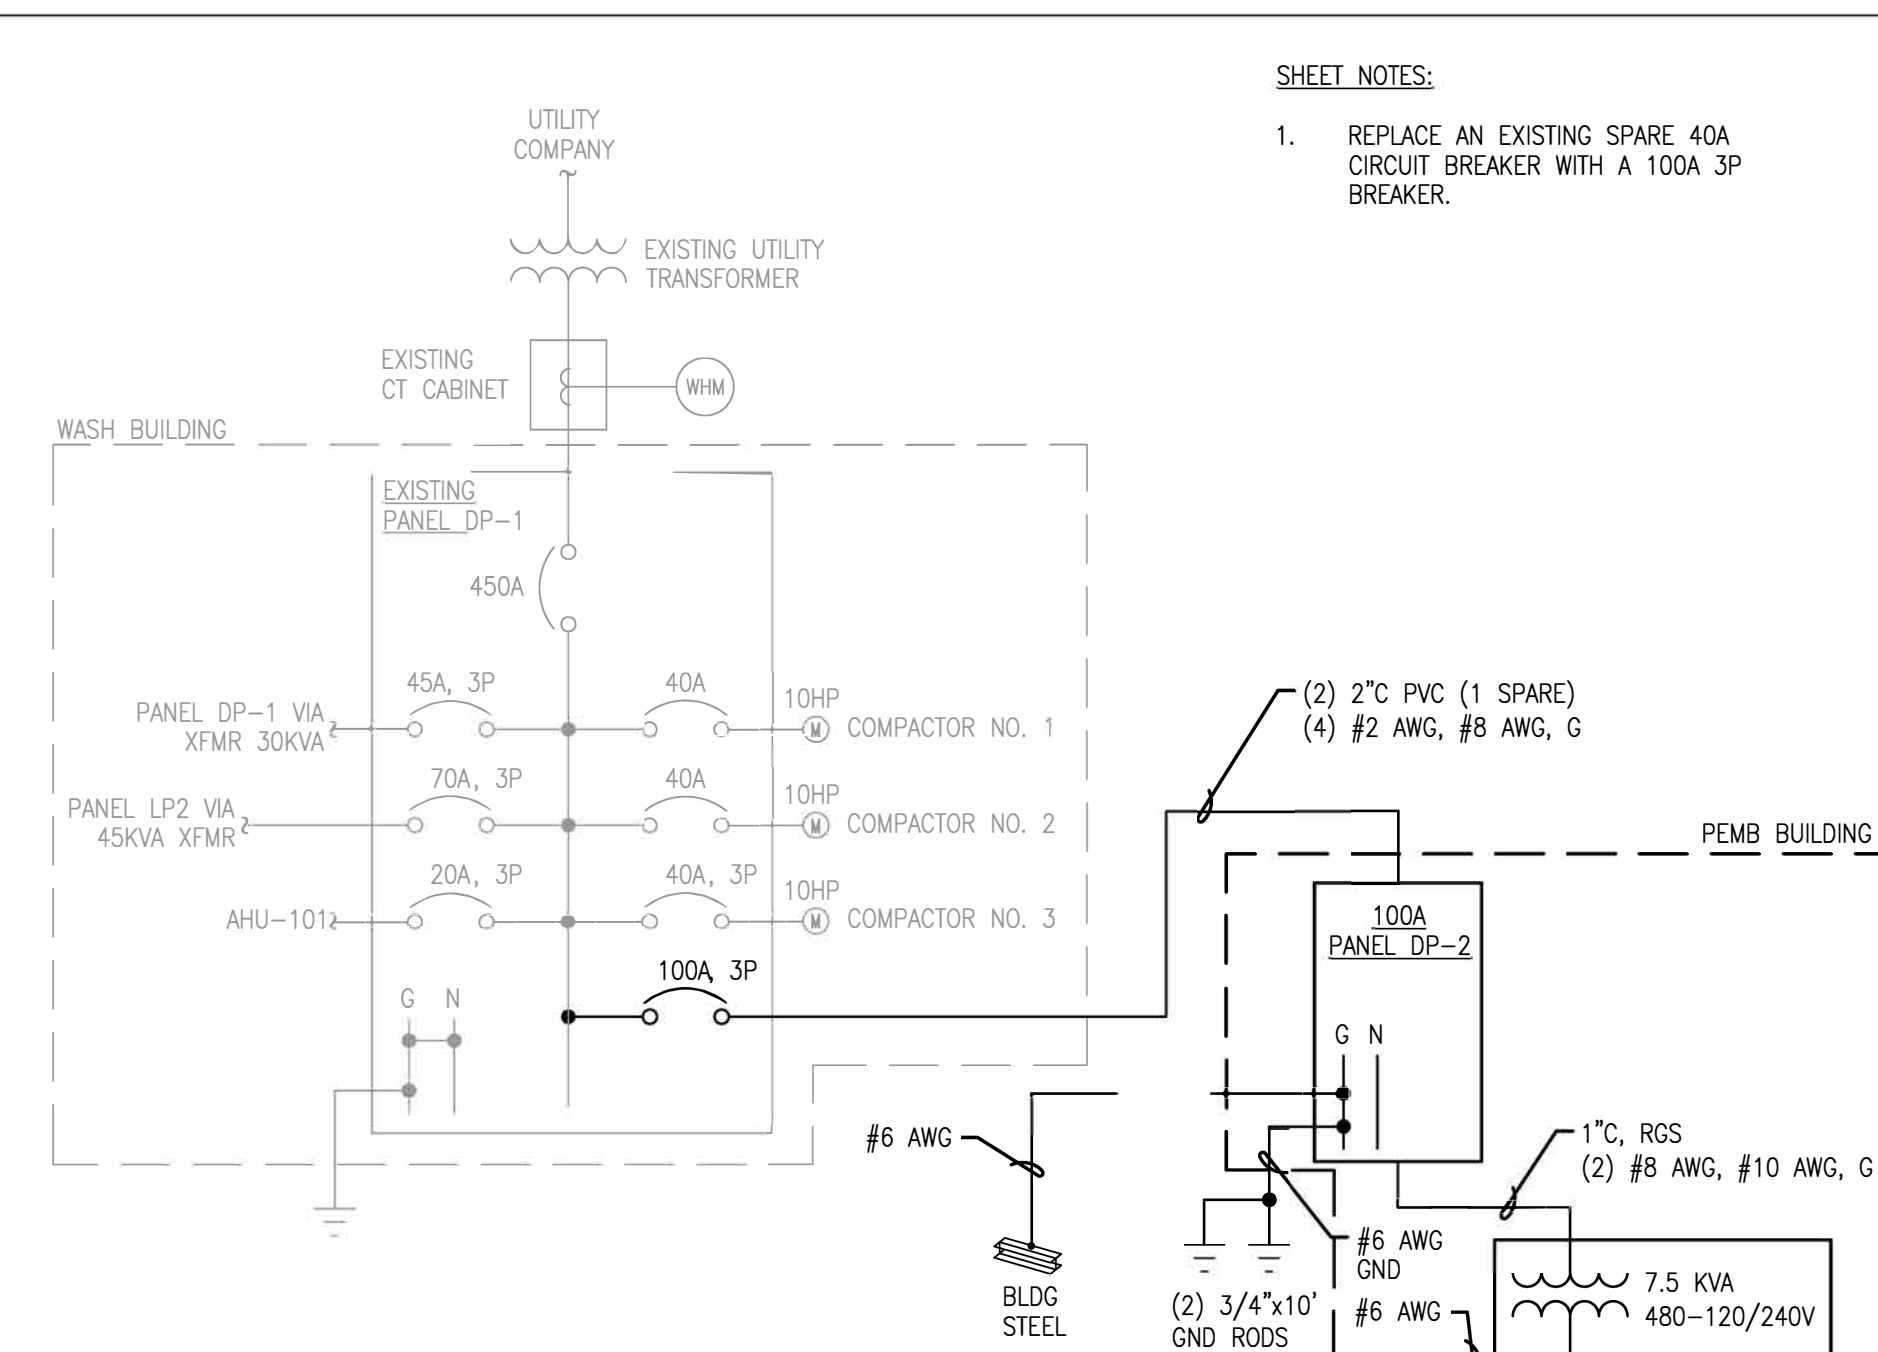 SHEET NOTES:
1. REPLACE AN EXISTING SPARE 40A
CIRCUIT BREAKER WITH A 100A 3P
BREAKER.
UTILITY
COMPANY
EXISTING UTILITY
TRANSFORMER
EXISTING
CT CABINET
WHM
WASH BUILDING
EXISTING
PANEL DP-1
450A
45A, 3P
40A
10HP
PANEL DP-1 VIA
XFMR 30KVA
M
COMPACTOR NO. 1
70A, 3P
40A
10HP
PANEL LP2 VIA
45KVA XFMR
M
COMPACTOR NO. 2
20A, 3P
40A, 3P
10HP
AHU-101
M
COMPACTOR NO. 3
100A, 3P
G N
(2) 2"C PVC (1 SPARE)
(4) #2 AWG, #8 AWG, G
PEMB BUILDING
100A
PANEL DP-2
G N
#6 AWG
BLDG
STEEL
1"C, RGS
(2) #8 AWG, #10 AWG, G
#6 AWG
GND
(2) 3/4"x10'
GND RODS
#6 AWG
7.5 KVA
480-120/240V